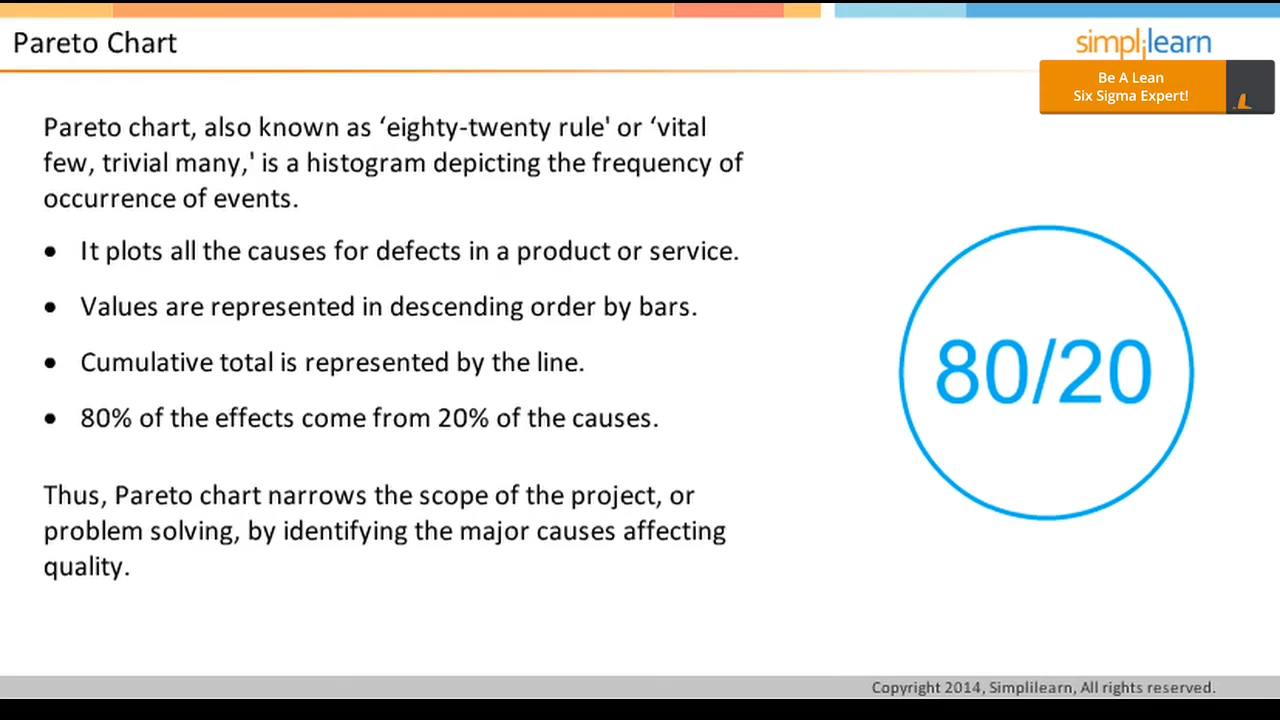 Pareto Chart
simplilearn
Be A Lean
Six Sigma Expert!
Pareto chart, also known as ‘eighty-twenty rule' or ‘vital
few, trivial many,' is a histogram depicting the frequency of
occurrence of events.
• It plots all the causes for defects in a product or service.
• Values are represented in descending order by bars.
• Cumulative total is represented by the line.
• 80% of the effects come from 20% of the causes.
80/20
Thus, Pareto chart narrows the scope of the project, or
problem solving, by identifying the major causes affecting
quality.
Copyright 2014, Simplilearn, All rights reserved.